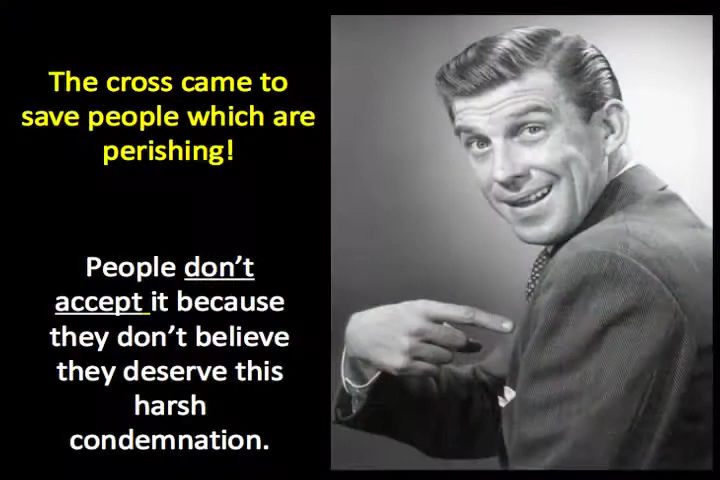 The cross came to
save people which are
perishing!
People don't
accept it because
they don't believe
they deserve this
harsh
condemnation.